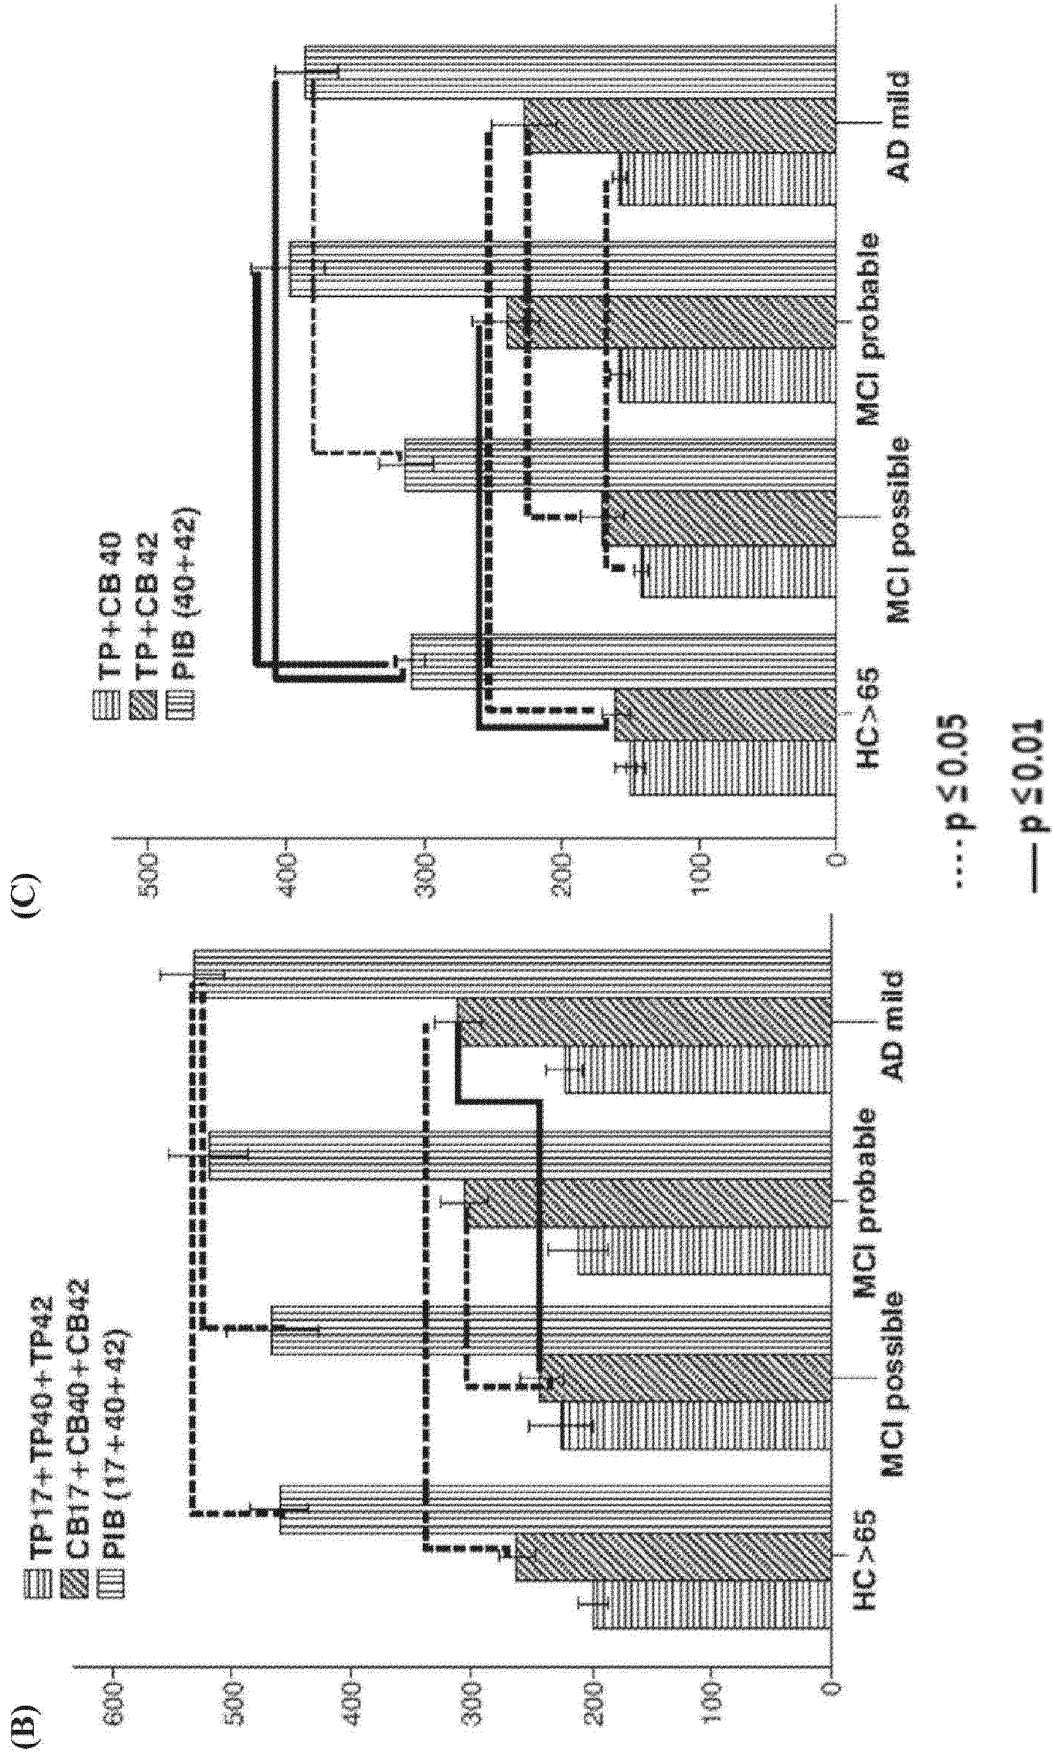 (B)
TP17+TP40+TP42
CB17+CB40+CB42
PIB (17+40+42)
600
500
400
300
200
100
0
HC>65
MCI possible
MCI probable
AD mild
(C)
TP+CB 40
TP+CB 42
PIB (40+42)
500
400
300
200
100
0
HC>65
MCI possible
MCI probable
AD mild
p ≤ 0.05
p ≤ 0.01